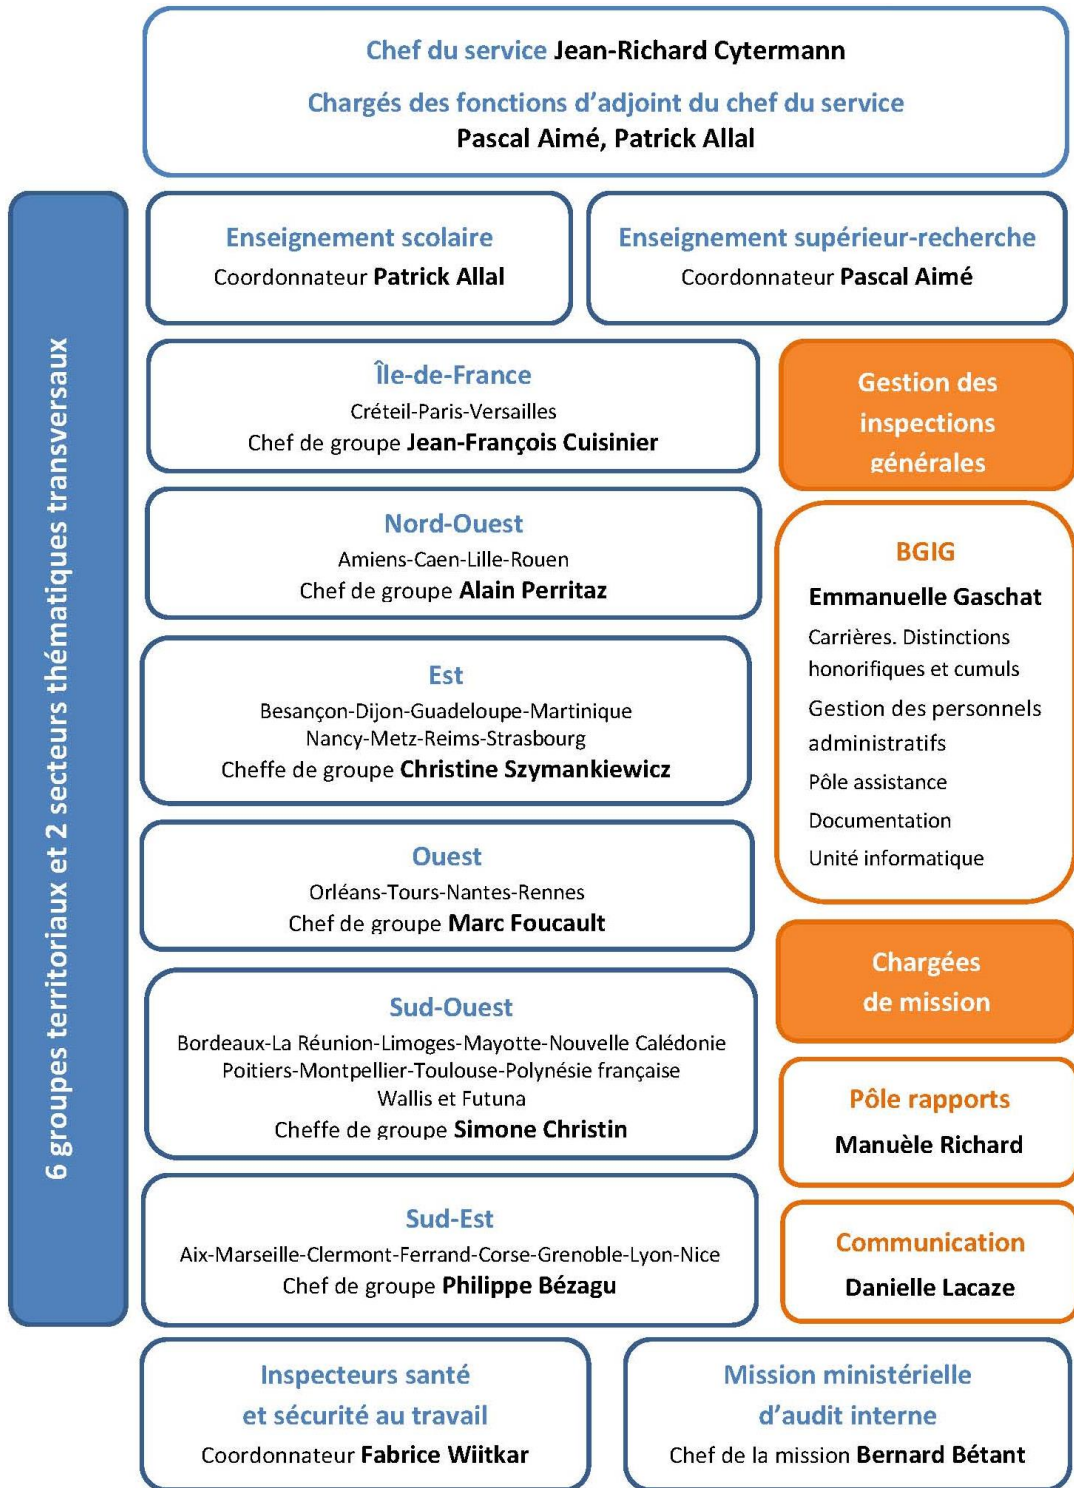 Chef du service Jean-Richard Cytermann
Chargés des fonctions d'adjoint du chef du service
Pascal Aimé, Patrick Allal
6 groupes territoriaux et 2 secteurs thématiques transversaux
Enseignement scolaire
Coordonnateur Patrick Allal
Enseignement supérieur-recherche
Coordonnateur Pascal Aimé
Île-de-France
Créteil-Paris-Versailles
Chef de groupe Jean-François Cuisinier
Nord-Ouest
Amiens-Caen-Lille-Rouen
Chef de groupe Alain Perritaz
Est
Besançon-Dijon-Guadeloupe-Martinique
Nancy-Metz-Reims-Strasbourg
Cheffe de groupe Christine Szymankiewicz
Ouest
Orléans-Tours-Nantes-Rennes
Chef de groupe Marc Foucault
Sud-Ouest
Bordeaux-La Réunion-Limoges-Mayotte-Nouvelle Calédonie
Poitiers-Montpellier-Toulouse-Polynésie française
Wallis et Futuna
Cheffe de groupe Simone Christin
Sud-Est
Aix-Marseille-Clermont-Ferrand-Corse-Grenoble-Lyon-Nice
Chef de groupe Philippe Bézagu
Gestion des
inspections
générales
BGIG
Emmanuelle Gaschat
Carrières. Distinctions
honorifiques et cumuls
Gestion des personnels
administratifs
Pôle assistance
Documentation
Unité informatique
Chargées
de mission
Pôle rapports
Manuèle Richard
Communication
Danielle Lacaze
Inspecteurs santé
et sécurité au travail
Coordonnateur Fabrice Wiitkar
Mission ministérielle
d'audit interne
Chef de la mission Bernard Bétant